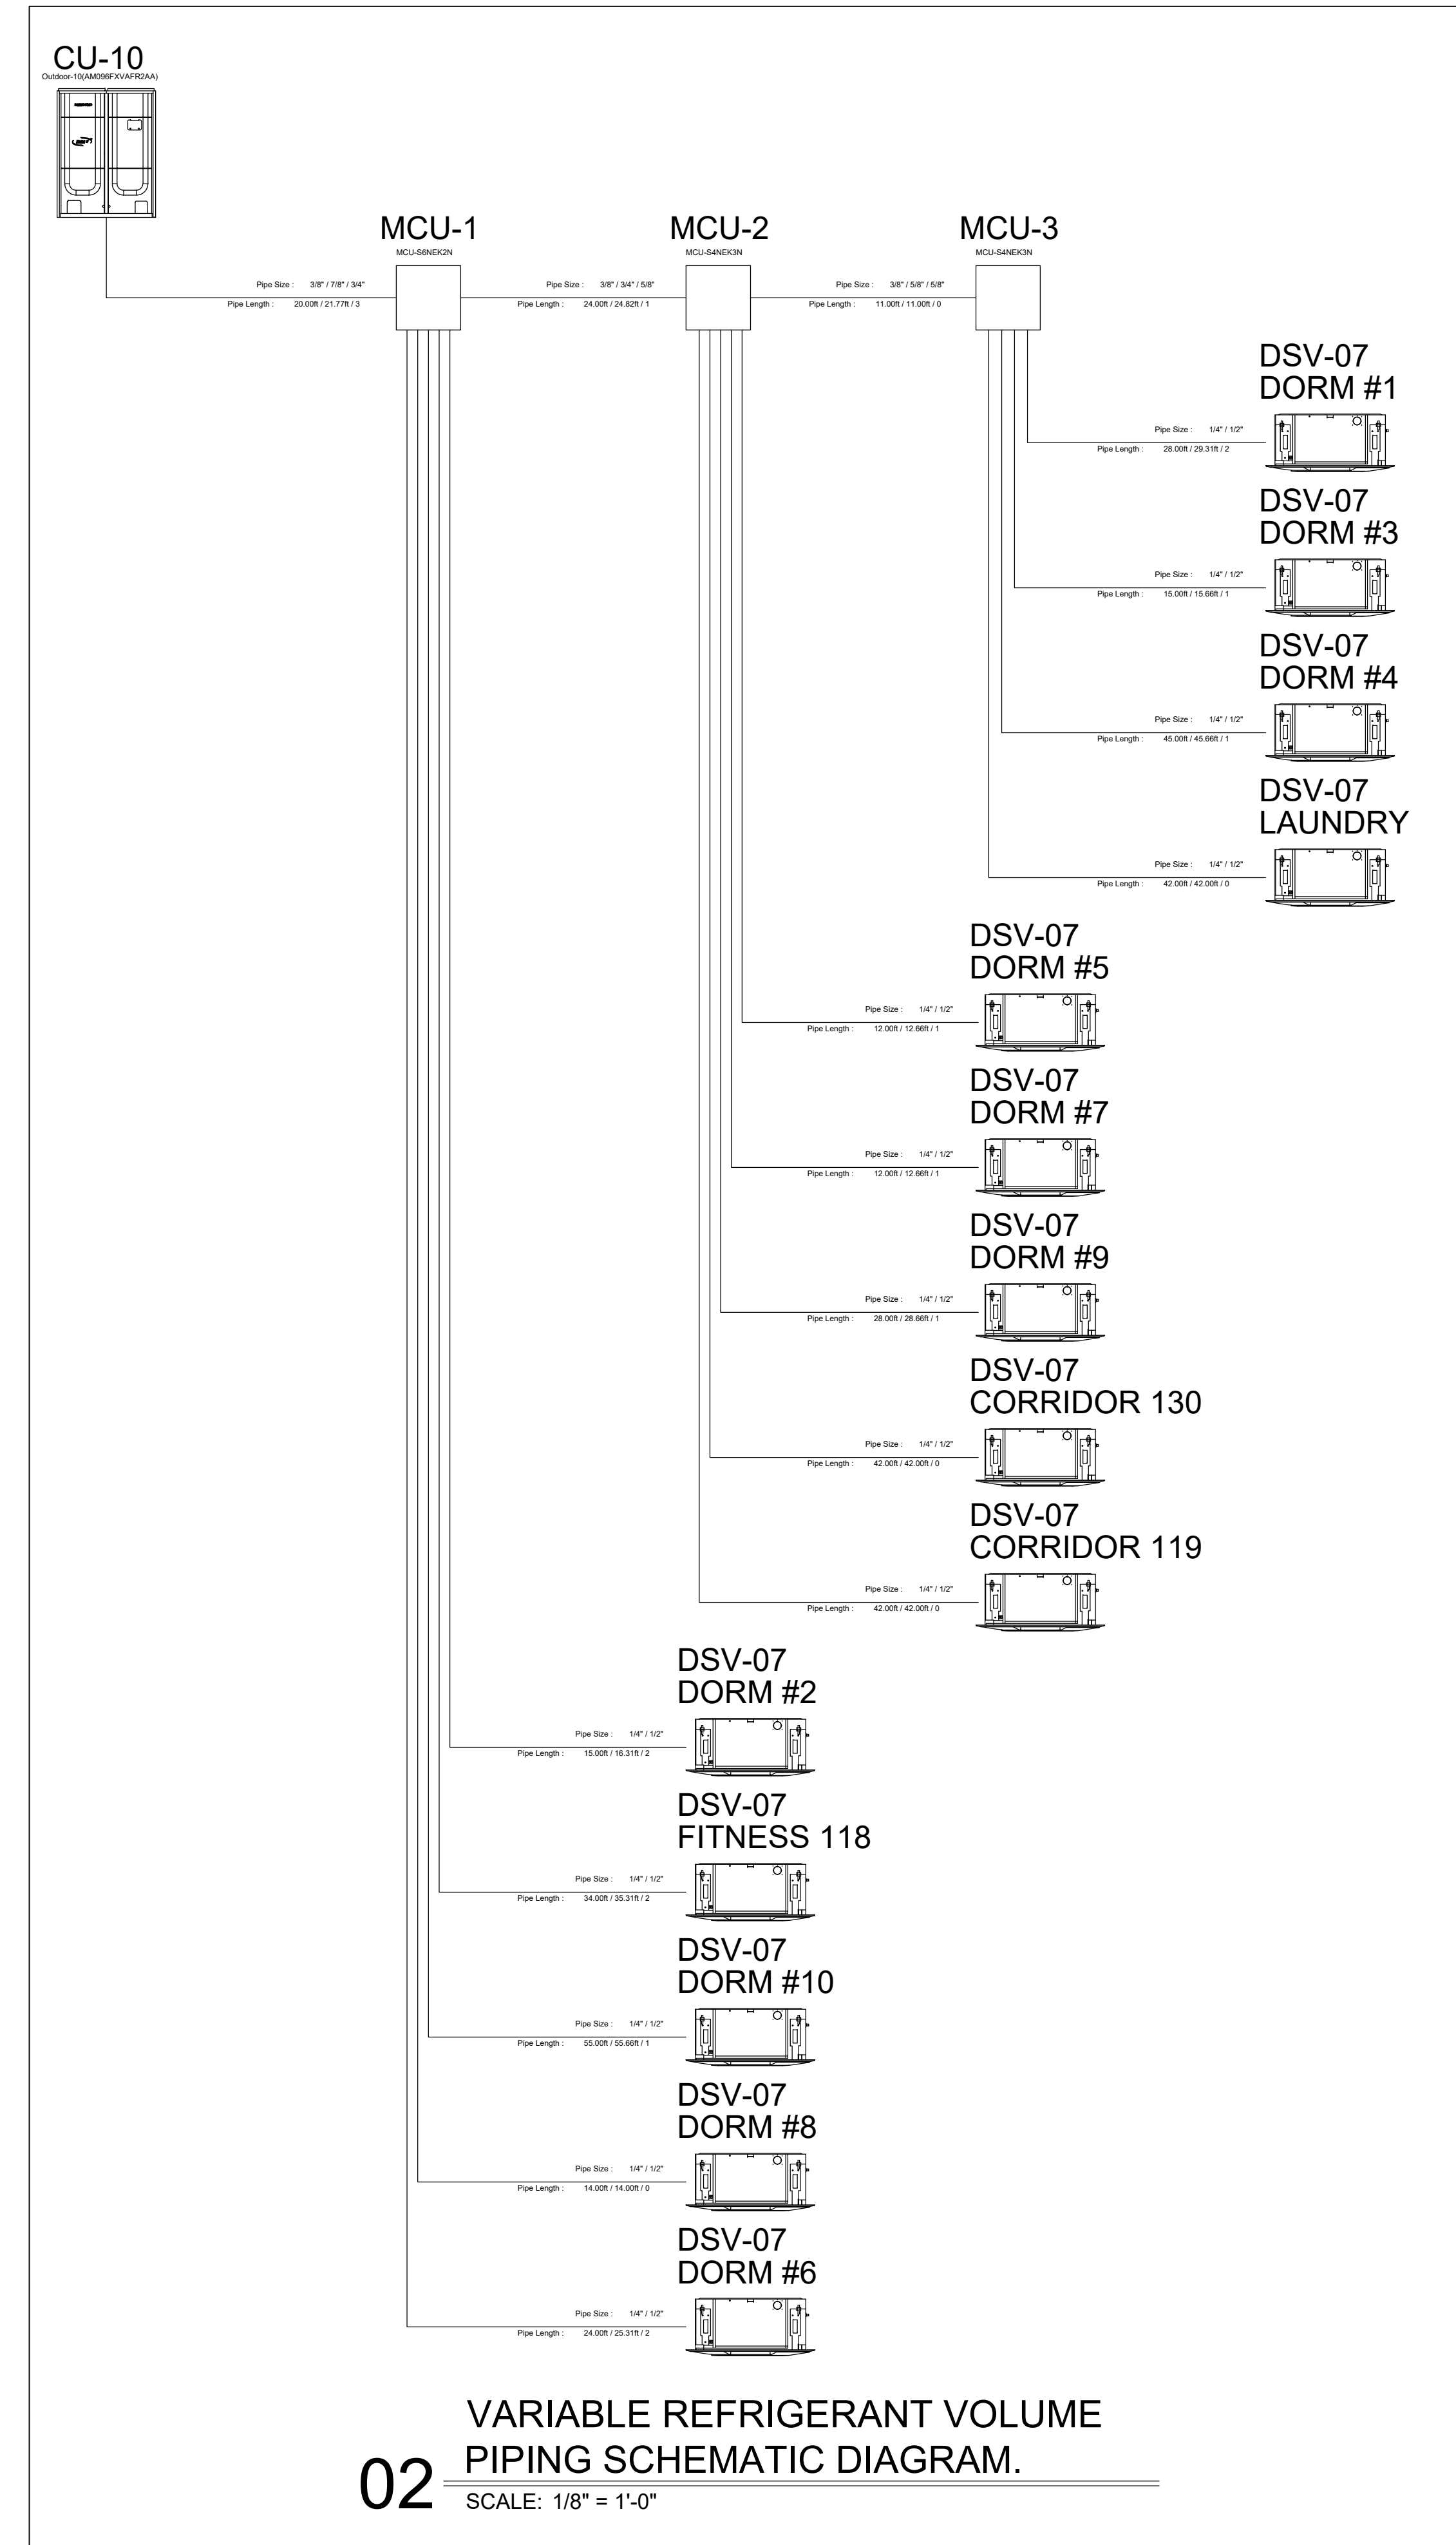 CU-10
Outdoor-10(AM096FXVAFR2AA)
MCU-1
MCU-S6NEK2N
MCU-2
MCU-S4NEK3N
MCU-3
MCU-S4NEK3N
Pipe Size : 3/8" / 7/8" / 3/4"
Pipe Length : 20.00ft / 21.77ft / 3
Pipe Size : 3/8" / 3/4" / 5/8"
Pipe Length : 24.00ft / 24.82ft / 1
Pipe Size : 3/8" / 5/8" / 5/8"
Pipe Length : 11.00ft / 11.00ft / 0
DSV-07
DORM #1
Pipe Size : 1/4" / 1/2"
Pipe Length : 28.00ft / 29.31ft / 2
DSV-07
DORM #3
Pipe Size : 1/4" / 1/2"
Pipe Length : 15.00ft / 15.66ft / 1
DSV-07
DORM #4
Pipe Size : 1/4" / 1/2"
Pipe Length : 45.00ft / 45.66ft / 1
DSV-07
LAUNDRY
Pipe Size : 1/4" / 1/2"
Pipe Length : 42.00ft / 42.00ft / 0
DSV-07
DORM #5
Pipe Size : 1/4" / 1/2"
Pipe Length : 12.00ft / 12.66ft / 1
DSV-07
DORM #7
Pipe Size : 1/4" / 1/2"
Pipe Length : 12.00ft / 12.66ft / 1
DSV-07
DORM #9
Pipe Size : 1/4" / 1/2"
Pipe Length : 28.00ft / 28.66ft / 1
DSV-07
CORRIDOR 130
Pipe Size : 1/4" / 1/2"
Pipe Length : 42.00ft / 42.00ft / 0
DSV-07
CORRIDOR 119
Pipe Size : 1/4" / 1/2"
Pipe Length : 42.00ft / 42.00ft / 0
DSV-07
DORM #2
Pipe Size : 1/4" / 1/2"
Pipe Length : 15.00ft / 16.31ft / 2
DSV-07
FITNESS 118
Pipe Size : 1/4" / 1/2"
Pipe Length : 34.00ft / 35.31ft / 2
DSV-07
DORM #10
Pipe Size : 1/4" / 1/2"
Pipe Length : 55.00ft / 55.66ft / 1
DSV-07
DORM #8
Pipe Size : 1/4" / 1/2"
Pipe Length : 14.00ft / 14.00ft / 0
DSV-07
DORM #6
Pipe Size : 1/4" / 1/2"
Pipe Length : 24.00ft / 25.31ft / 2
VARIABLE REFRIGERANT VOLUME
PIPING SCHEMATIC DIAGRAM.
02
SCALE: 1/8" = 1'-0"